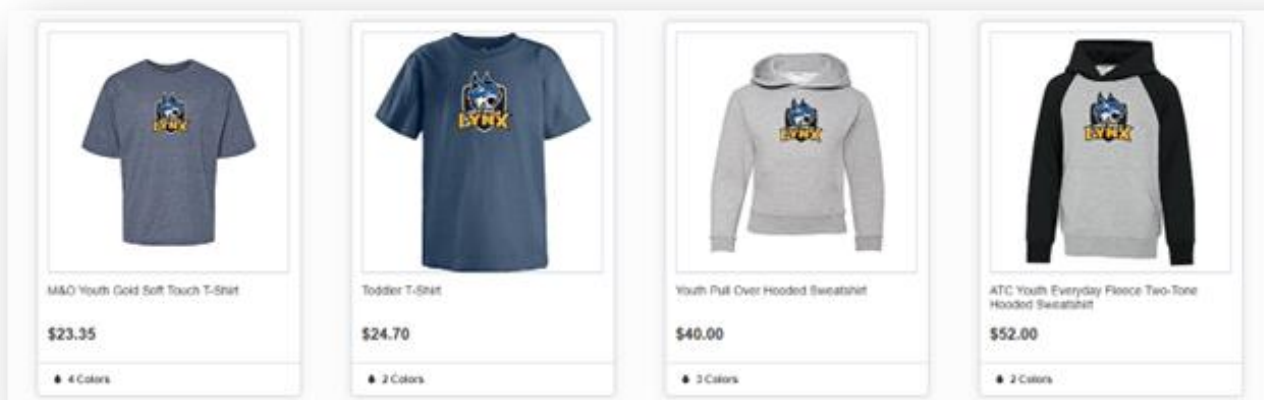 LYNX
LYNX
LYNX
LYNX
M&O Youth Gold Soft Touch T-Shirt
$23.35
4 Colors
Toddler T-Shirt
$24.70
2 Colors
Youth Pull Over Hooded Sweatshirt
$40.00
3 Colors
ATC Youth Everyday Fleece Two-Tone
Hooded Sweatshirt
$52.00
2 Colors